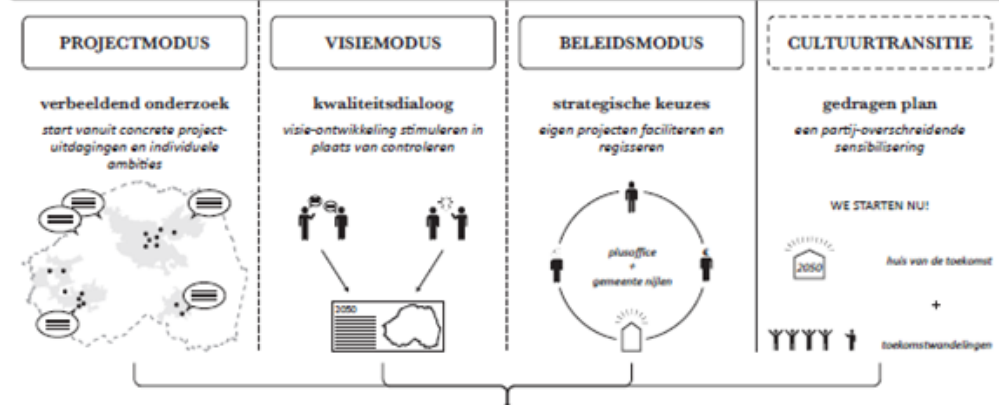 PROJECTMODUS
verbeeldend onderzoek
start vanuit concrete project-
uitdagingen en individuele
ambities
VISIEMODUS
kwaliteitsdialoog
visie-ontwikkeling stimuleren in
plaats van controleren
2050
BELEIDSMODUS
strategische keuzes
eigen projecten faciliteren en
regisseren
€
plusoffice
+
gemeente nijlen
CULTUURTRANSITIE
gedragen plan
een partij-overschreidende
sensibilisering
WE STARTEN NU!
2050
huis van de toekomst
+
toekomstwandelingen